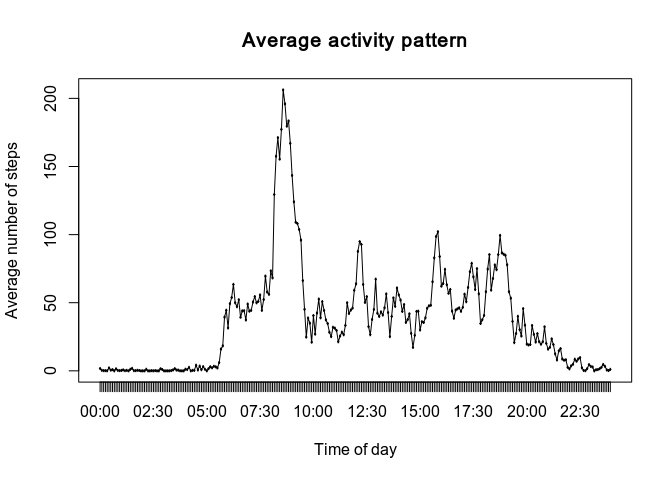 Average activity pattern
Average number of steps
200
150
100
50
0
00:00 02:30 05:00 07:30 10:00 12:30 15:00 17:30 20:00 22:30
Time of day